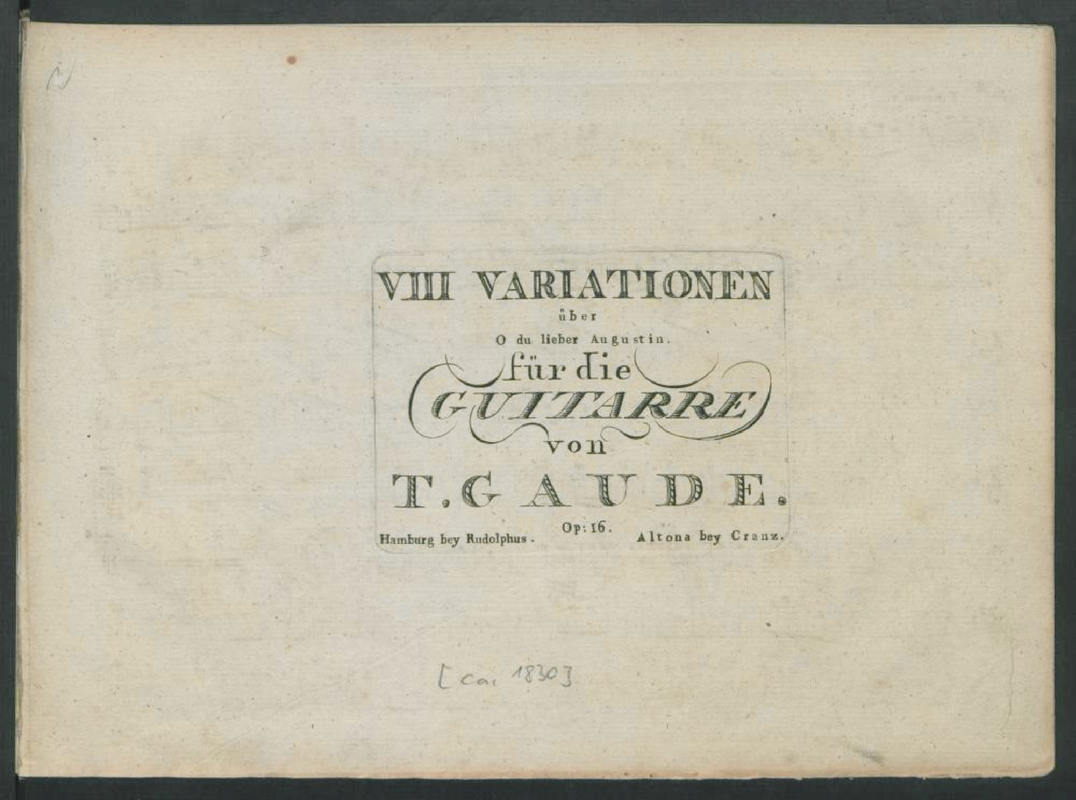 VIII VARIATIONEN
über
O du lieber Augustin.
für die
GUITARRE
von
T. GAUDE.
Op: 16.
Hamburg bey Rudolphus. Altona bey Cranz.
[ca. 1830]